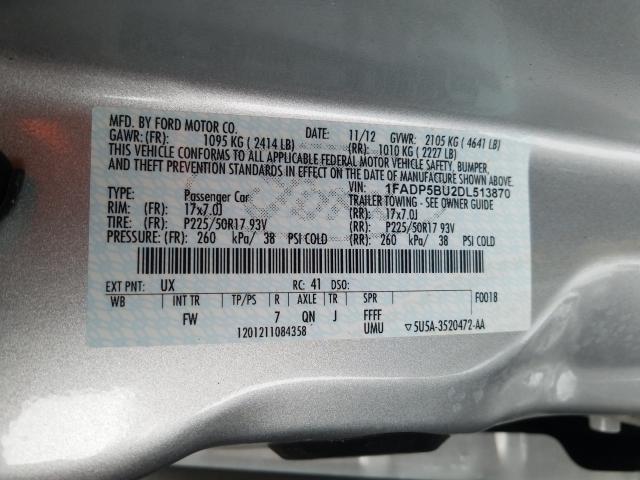 MFD. BY FORD MOTOR CO.
DATE: 11/12 GVWR: 2105 KG ( 4641 LB)
GAWR: (FR): 1095 KG ( 2414 LB) (RR): 1010 KG ( 2227 LB)
THIS VEHICLE CONFORMS TO ALL APPLICABLE FEDERAL MOTOR VEHICLE SAFETY, BUMPER,
AND THEFT PREVENTION STANDARDS IN EFFECT ON THE DATE OF MANUFACTURE SHOWN ABOVE.
VIN: 1FADP5BU2DL513870
TYPE: Passenger Car TRAILER TOWING - SEE OWNER GUIDE
RIM: (FR): 17x7.0J (RR): 17x7.0J
TIRE: (FR): P225/50R17 93V (RR): P225/50R17 93V
PRESSURE: (FR): 260 kPa/ 38 PSI COLD (RR): 260 kPa/ 38 PSI COLD
EXT PNT: UX RC: 41 DSO:
WB INT TR TP/PS R AXLE TR SPR F0018
FW 7 QN J FFFF
1201211084358 UMU ▽5U5A-3520472-AA